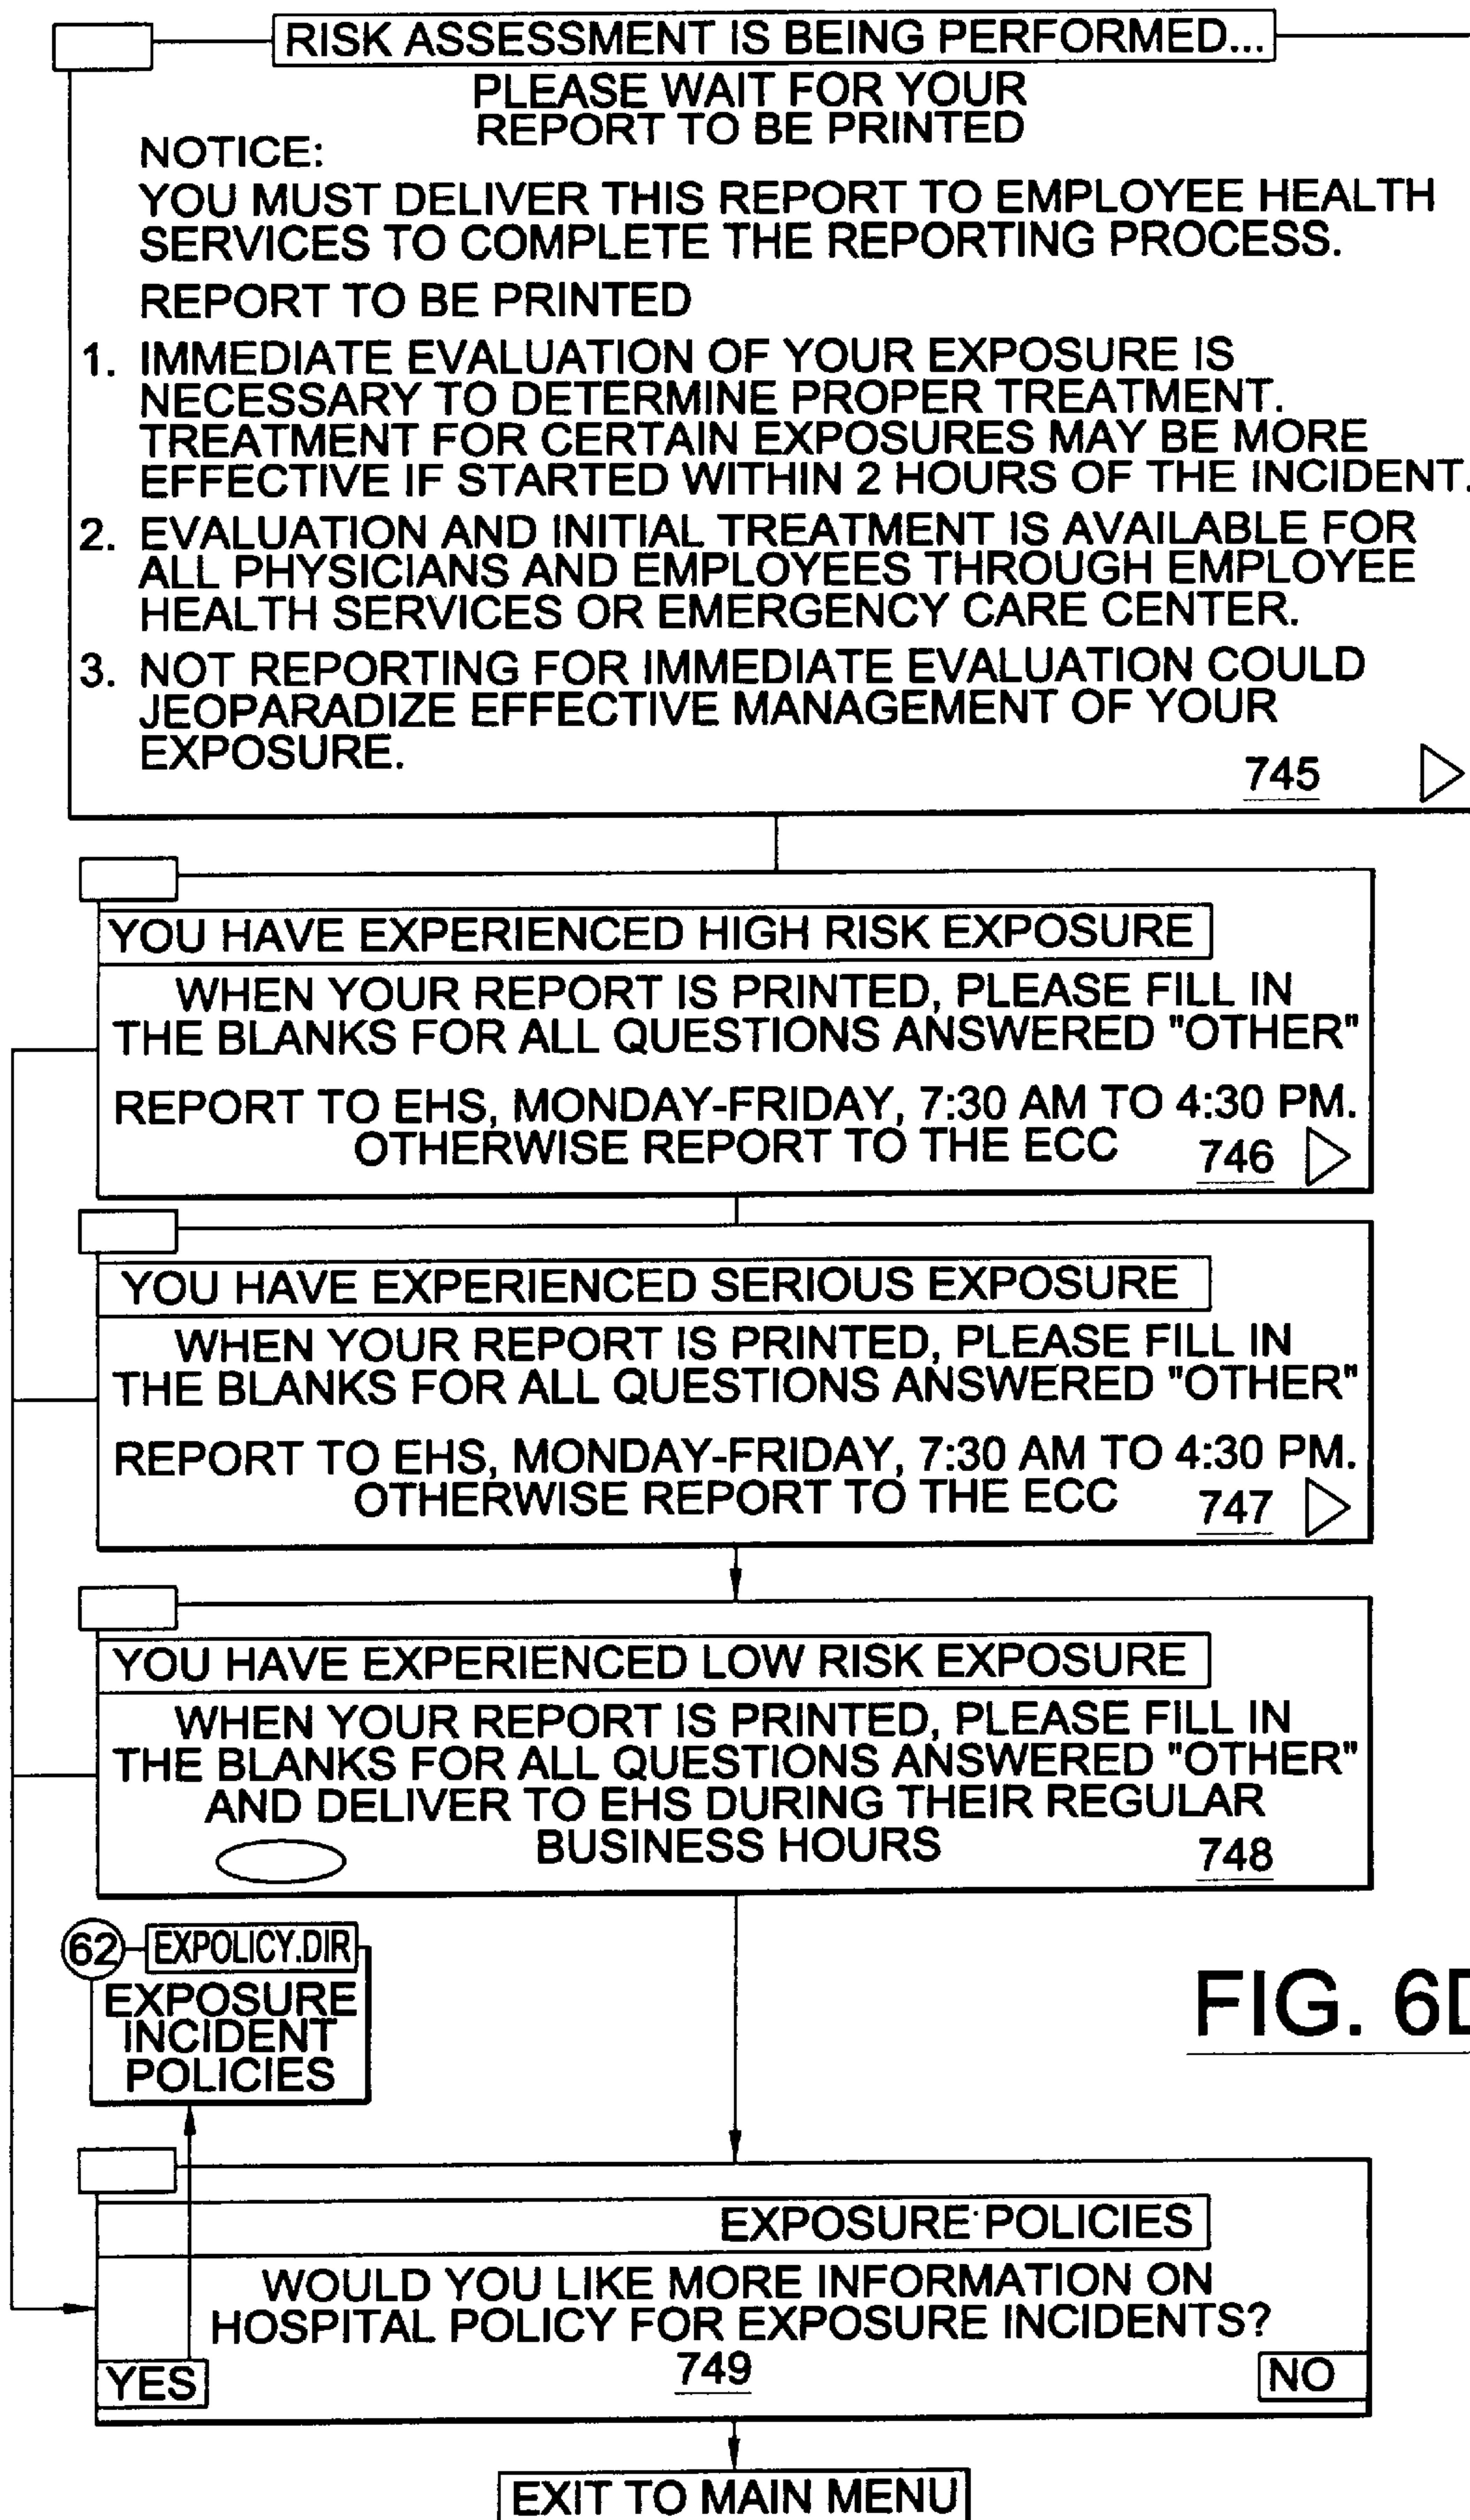 RISK ASSESSMENT IS BEING PERFORMED...
PLEASE WAIT FOR YOUR
REPORT TO BE PRINTED
NOTICE:
YOU MUST DELIVER THIS REPORT TO EMPLOYEE HEALTH
SERVICES TO COMPLETE THE REPORTING PROCESS.
REPORT TO BE PRINTED
1. IMMEDIATE EVALUATION OF YOUR EXPOSURE IS
NECESSARY TO DETERMINE PROPER TREATMENT.
TREATMENT FOR CERTAIN EXPOSURES MAY BE MORE
EFFECTIVE IF STARTED WITHIN 2 HOURS OF THE INCIDENT.
2. EVALUATION AND INITIAL TREATMENT IS AVAILABLE FOR
ALL PHYSICIANS AND EMPLOYEES THROUGH EMPLOYEE
HEALTH SERVICES OR EMERGENCY CARE CENTER.
3. NOT REPORTING FOR IMMEDIATE EVALUATION COULD
JEOPARADIZE EFFECTIVE MANAGEMENT OF YOUR
EXPOSURE.
745
YOU HAVE EXPERIENCED HIGH RISK EXPOSURE
WHEN YOUR REPORT IS PRINTED, PLEASE FILL IN
THE BLANKS FOR ALL QUESTIONS ANSWERED "OTHER"
REPORT TO EHS, MONDAY-FRIDAY, 7:30 AM TO 4:30 PM.
OTHERWISE REPORT TO THE ECC 746
YOU HAVE EXPERIENCED SERIOUS EXPOSURE
WHEN YOUR REPORT IS PRINTED, PLEASE FILL IN
THE BLANKS FOR ALL QUESTIONS ANSWERED "OTHER"
REPORT TO EHS, MONDAY-FRIDAY, 7:30 AM TO 4:30 PM.
OTHERWISE REPORT TO THE ECC 747
YOU HAVE EXPERIENCED LOW RISK EXPOSURE
WHEN YOUR REPORT IS PRINTED, PLEASE FILL IN
THE BLANKS FOR ALL QUESTIONS ANSWERED "OTHER"
AND DELIVER TO EHS DURING THEIR REGULAR
BUSINESS HOURS 748
62 EXPOLICY.DIR
EXPOSURE
INCIDENT
POLICIES
FIG. 6D
EXPOSURE POLICIES
WOULD YOU LIKE MORE INFORMATION ON
HOSPITAL POLICY FOR EXPOSURE INCIDENTS?
YES 749 NO
EXIT TO MAIN MENU